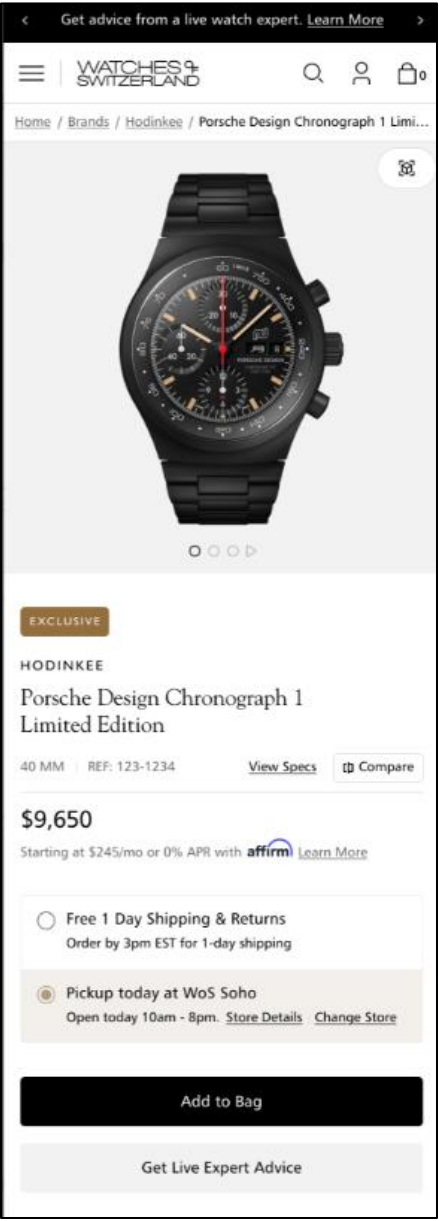 Get advice from a live watch expert. Learn More
WATCHES OF
SWITZERLAND
0
Home / Brands / Hodinkee / Porsche Design Chronograph 1 Limi...
PORSCHE DESIGN
EXCLUSIVE
HODINKEE
Porsche Design Chronograph 1
Limited Edition
40 MM | REF: 123-1234 View Specs Compare
$9,650
Starting at $245/mo or 0% APR with affirm Learn More
Free 1 Day Shipping & Returns
Order by 3pm EST for 1-day shipping
Pickup today at WoS Soho
Open today 10am - 8pm. Store Details Change Store
Add to Bag
Get Live Expert Advice